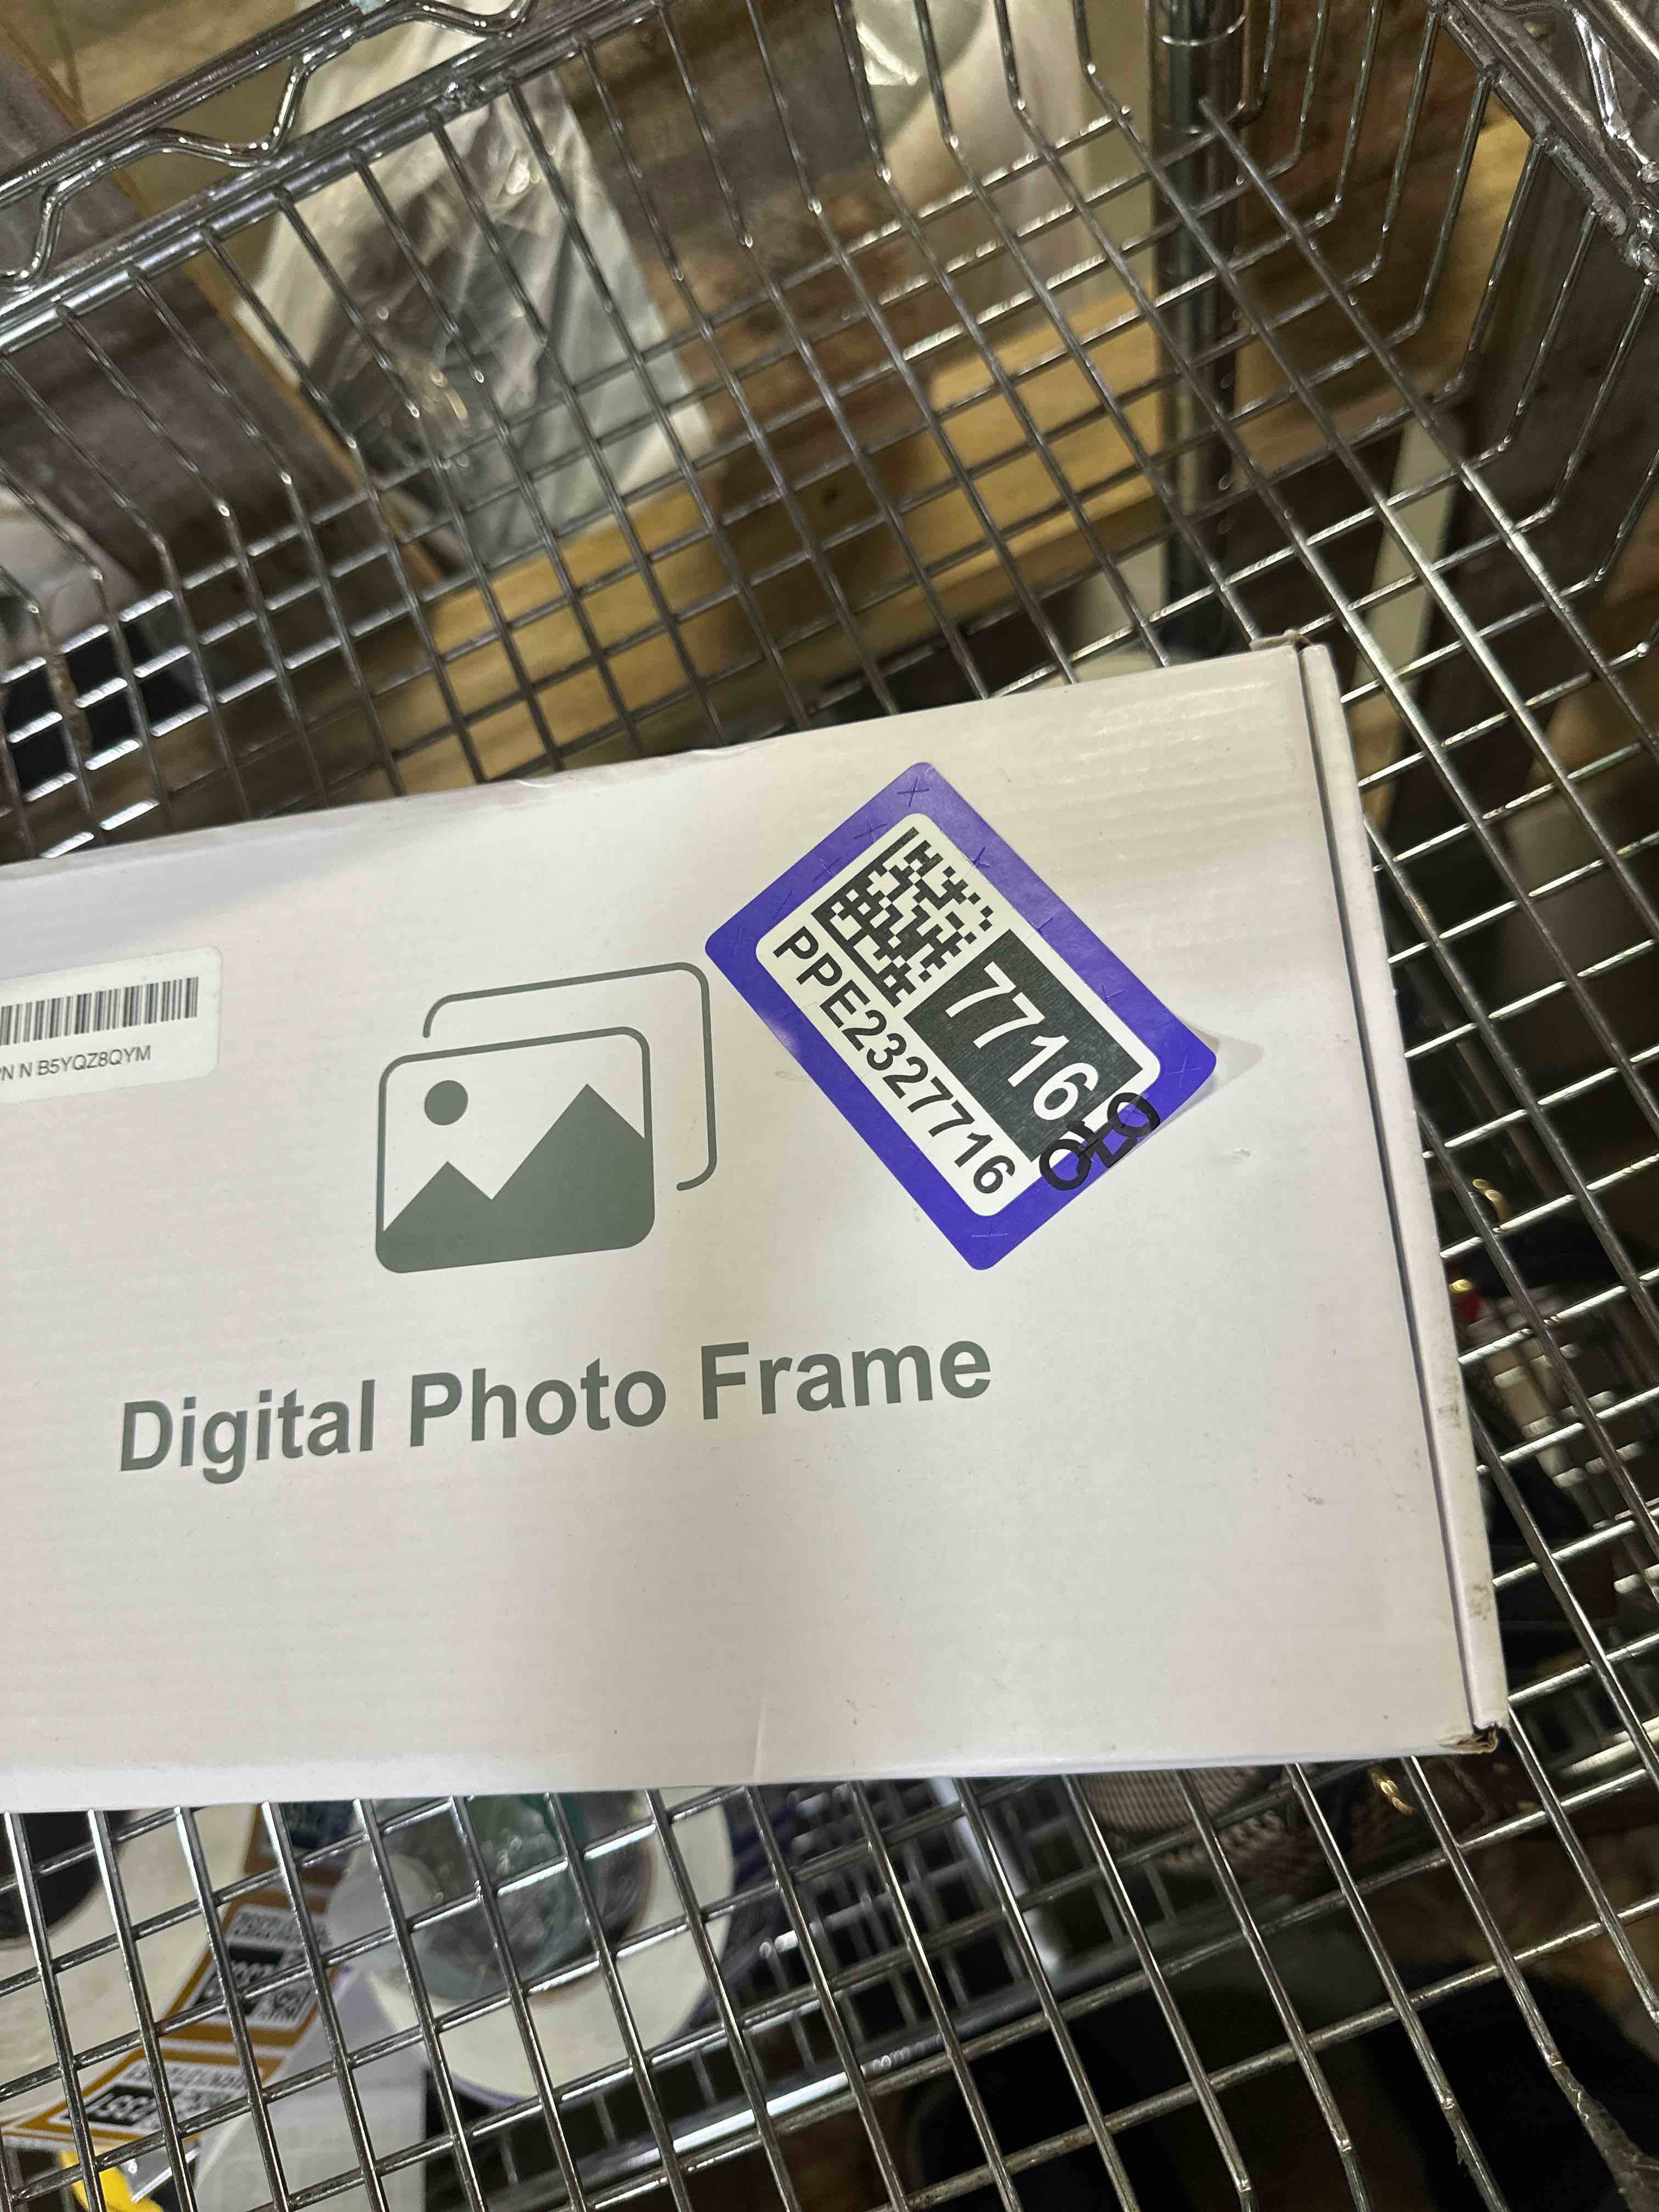 7716
PPE2327716
N B5YQZ8QYM
Digital Photo Frame